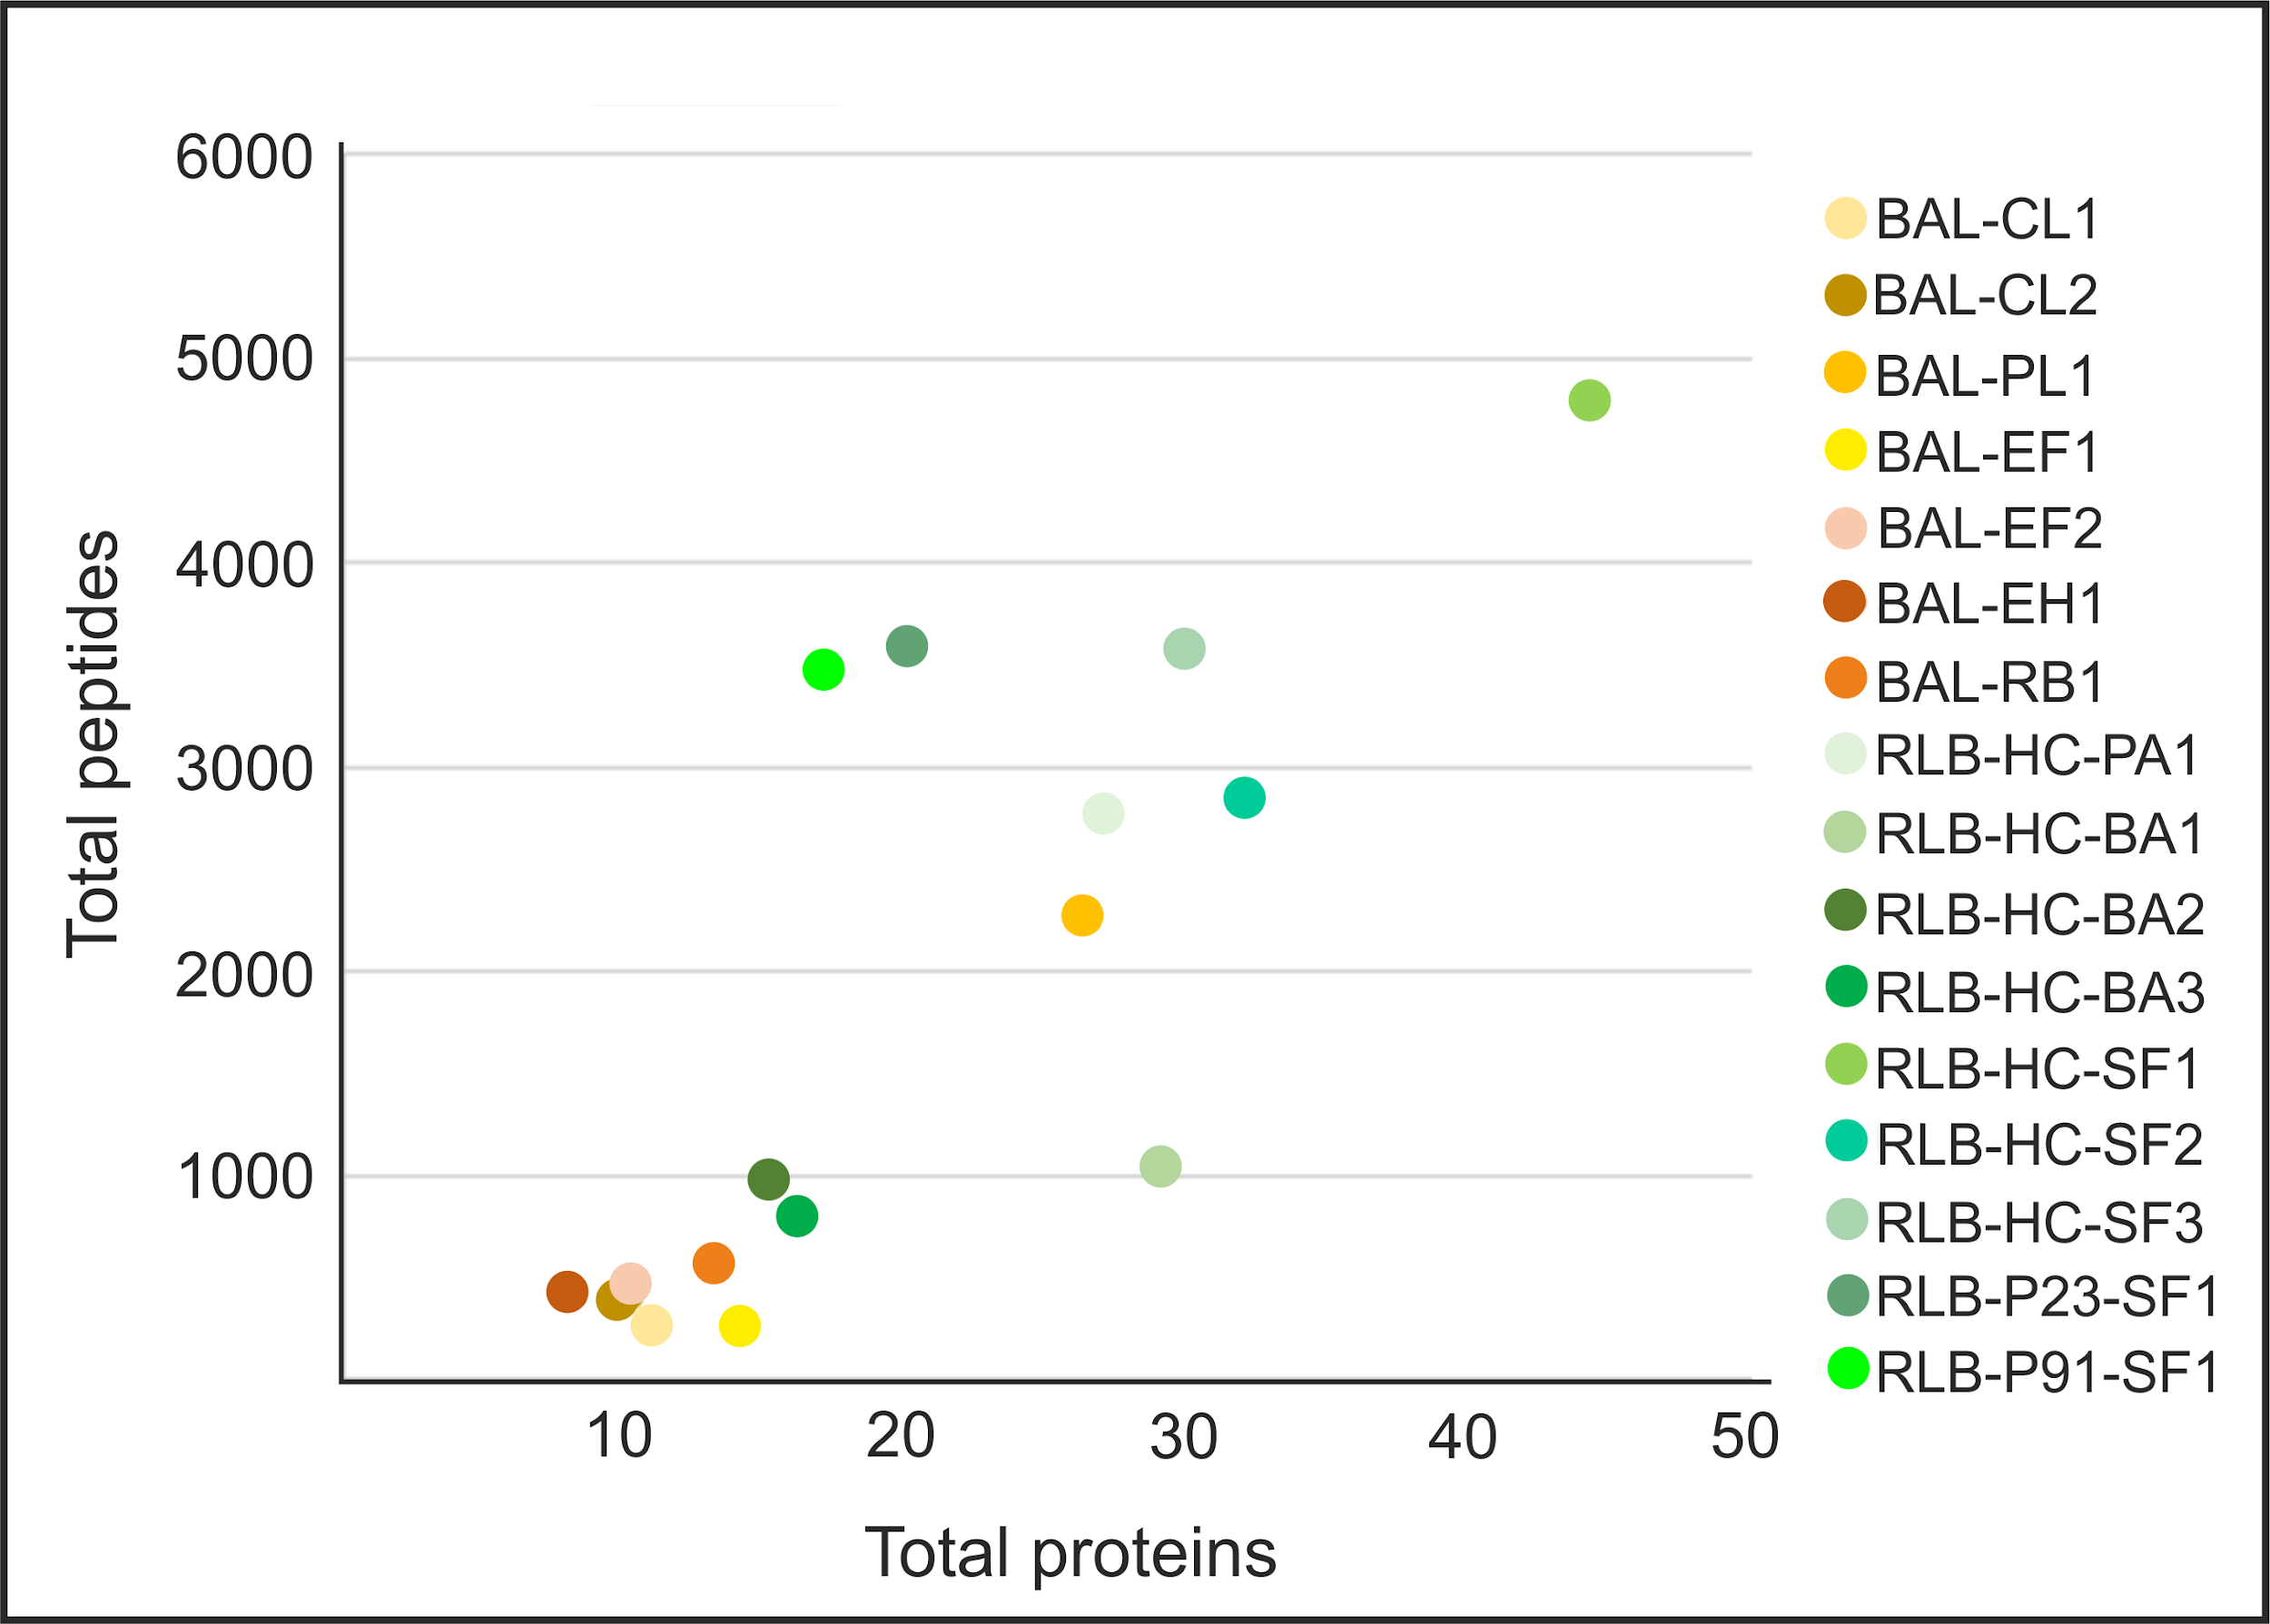 6000
5000
4000
3000
2000
1000
Total peptides
10 20 30 40 50
Total proteins
BAL-CL1
BAL-CL2
BAL-PL1
BAL-EF1
BAL-EF2
BAL-EH1
BAL-RB1
RLB-HC-PA1
RLB-HC-BA1
RLB-HC-BA2
RLB-HC-BA3
RLB-HC-SF1
RLB-HC-SF2
RLB-HC-SF3
RLB-P23-SF1
RLB-P91-SF1